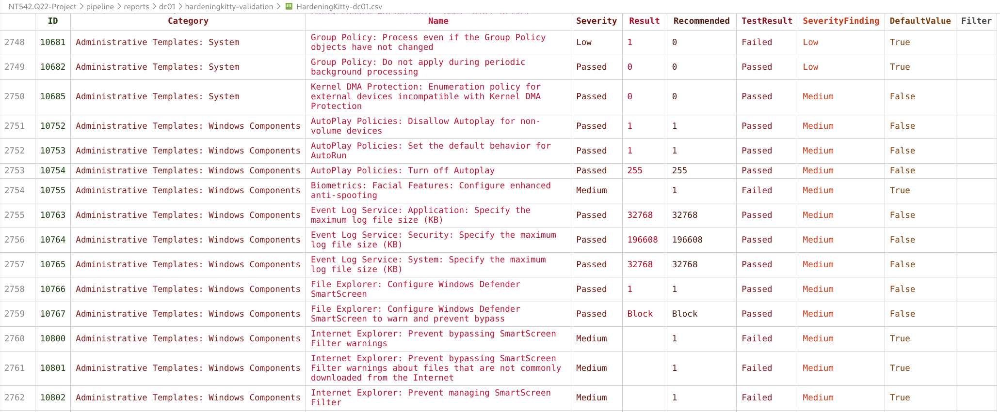 NT542.Q22-Project > pipeline > reports > dc01 > hardeningkitty-validation > HardeningKitty-dc01.csv
ID Category Name Severity Result Recommended TestResult SeverityFinding DefaultValue Filter
2748 10681 Administrative Templates: System Group Policy: Process even if the Group Policy Low 1 0 Failed Low True
objects have not changed
2749 10682 Administrative Templates: System Group Policy: Do not apply during periodic Passed 0 0 Passed Low True
background processing
2750 10685 Administrative Templates: System Kernel DMA Protection: Enumeration policy for Passed 0 0 Passed Medium False
external devices incompatible with Kernel DMA
Protection
2751 10752 Administrative Templates: Windows Components AutoPlay Policies: Disallow Autoplay for non- Passed 1 1 Passed Medium False
volume devices
2752 10753 Administrative Templates: Windows Components AutoPlay Policies: Set the default behavior for Passed 1 1 Passed Medium False
AutoRun
2753 10754 Administrative Templates: Windows Components AutoPlay Policies: Turn off Autoplay Passed 255 255 Passed Medium False
2754 10755 Administrative Templates: Windows Components Biometrics: Facial Features: Configure enhanced Medium 1 Failed Medium True
anti-spoofing
2755 10763 Administrative Templates: Windows Components Event Log Service: Application: Specify the Passed 32768 32768 Passed Medium False
maximum log file size (KB)
2756 10764 Administrative Templates: Windows Components Event Log Service: Security: Specify the maximum Passed 196608 196608 Passed Medium False
log file size (KB)
2757 10765 Administrative Templates: Windows Components Event Log Service: System: Specify the maximum Passed 32768 32768 Passed Medium False
log file size (KB)
2758 10766 Administrative Templates: Windows Components File Explorer: Configure Windows Defender Passed 1 1 Passed Medium False
SmartScreen
2759 10767 Administrative Templates: Windows Components File Explorer: Configure Windows Defender Passed Block Block Passed Medium False
SmartScreen to warn and prevent bypass
2760 10800 Administrative Templates: Windows Components Internet Explorer: Prevent bypassing SmartScreen Medium 1 Failed Medium True
Filter warnings
2761 10801 Administrative Templates: Windows Components Internet Explorer: Prevent bypassing SmartScreen Medium 1 Failed Medium True
Filter warnings about files that are not commonly
downloaded from the Internet
2762 10802 Administrative Templates: Windows Components Internet Explorer: Prevent managing SmartScreen Medium 1 Failed Medium True
Filter